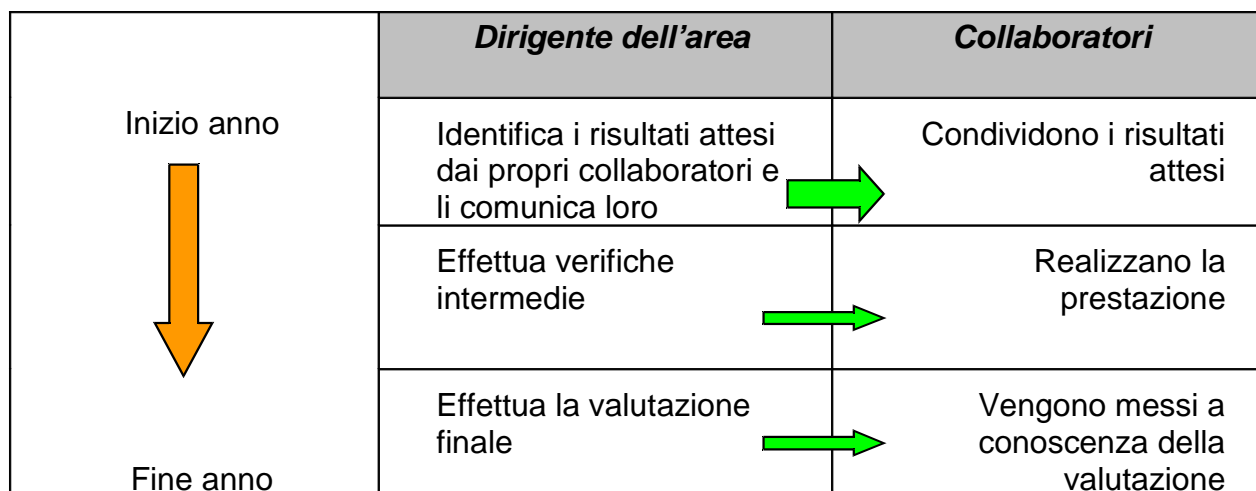 Dirigente dell’area
Collaboratori
Inizio anno
Identifica i risultati attesi
dai propri collaboratori e
li comunica loro
Condividono i risultati
attesi
Effettua verifiche
intermedie
Realizzano la
prestazione
Effettua la valutazione
finale
Vengono messi a
conoscenza della
valutazione
Fine anno